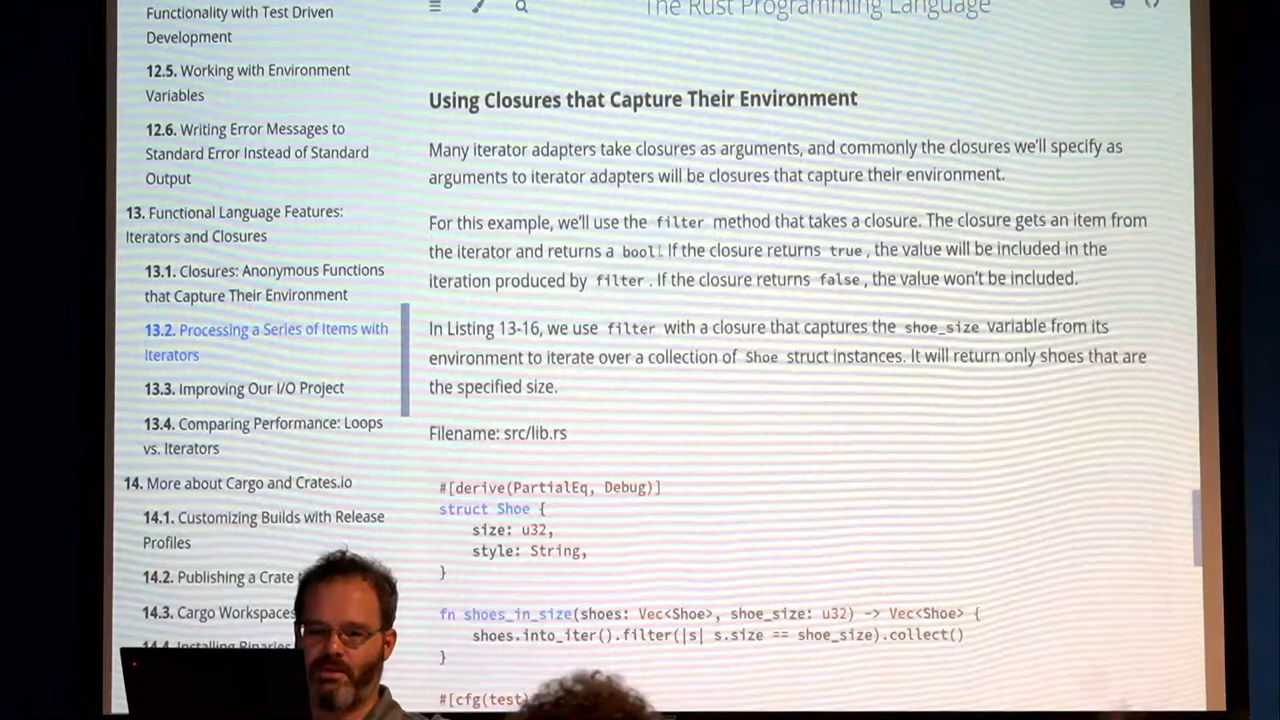 Functionality with Test Driven
Development
12.5. Working with Environment
Variables
12.6. Writing Error Messages to
Standard Error Instead of Standard
Output
13. Functional Language Features:
Iterators and Closures
13.1. Closures: Anonymous Functions
that Capture Their Environment
13.2. Processing a Series of Items with
Iterators
13.3. Improving Our I/O Project
13.4. Comparing Performance: Loops
vs. Iterators
14. More about Cargo and Crates.io
14.1. Customizing Builds with Release
Profiles
14.2. Publishing a Crate
14.3. Cargo Workspaces
14.4. Installing Binaries
The Rust Programming Language
Using Closures that Capture Their Environment
Many iterator adapters take closures as arguments, and commonly the closures we'll specify as
arguments to iterator adapters will be closures that capture their environment.
For this example, we'll use the filter method that takes a closure. The closure gets an item from
the iterator and returns a bool. If the closure returns true, the value will be included in the
iteration produced by filter. If the closure returns false, the value won't be included.
In Listing 13-16, we use filter with a closure that captures the shoe_size variable from its
environment to iterate over a collection of Shoe struct instances. It will return only shoes that are
the specified size.
Filename: src/lib.rs
#[derive(PartialEq, Debug)]
struct Shoe {
size: u32,
style: String,
}
fn shoes_in_size(shoes: Vec<Shoe>, shoe_size: u32) -> Vec<Shoe> {
shoes.into_iter().filter(|s| s.size == shoe_size).collect()
}
#[cfg(test)